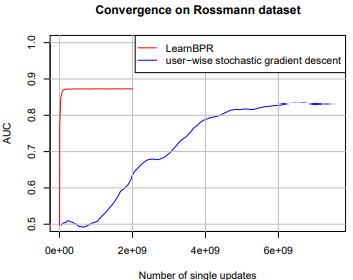 Convergence on Rossmann dataset
LearnBPR
user−wise stochastic gradient descent
AUC
1.0
0.9
0.8
0.7
0.6
0.5
0e+00 2e+09 4e+09 6e+09
Number of single updates